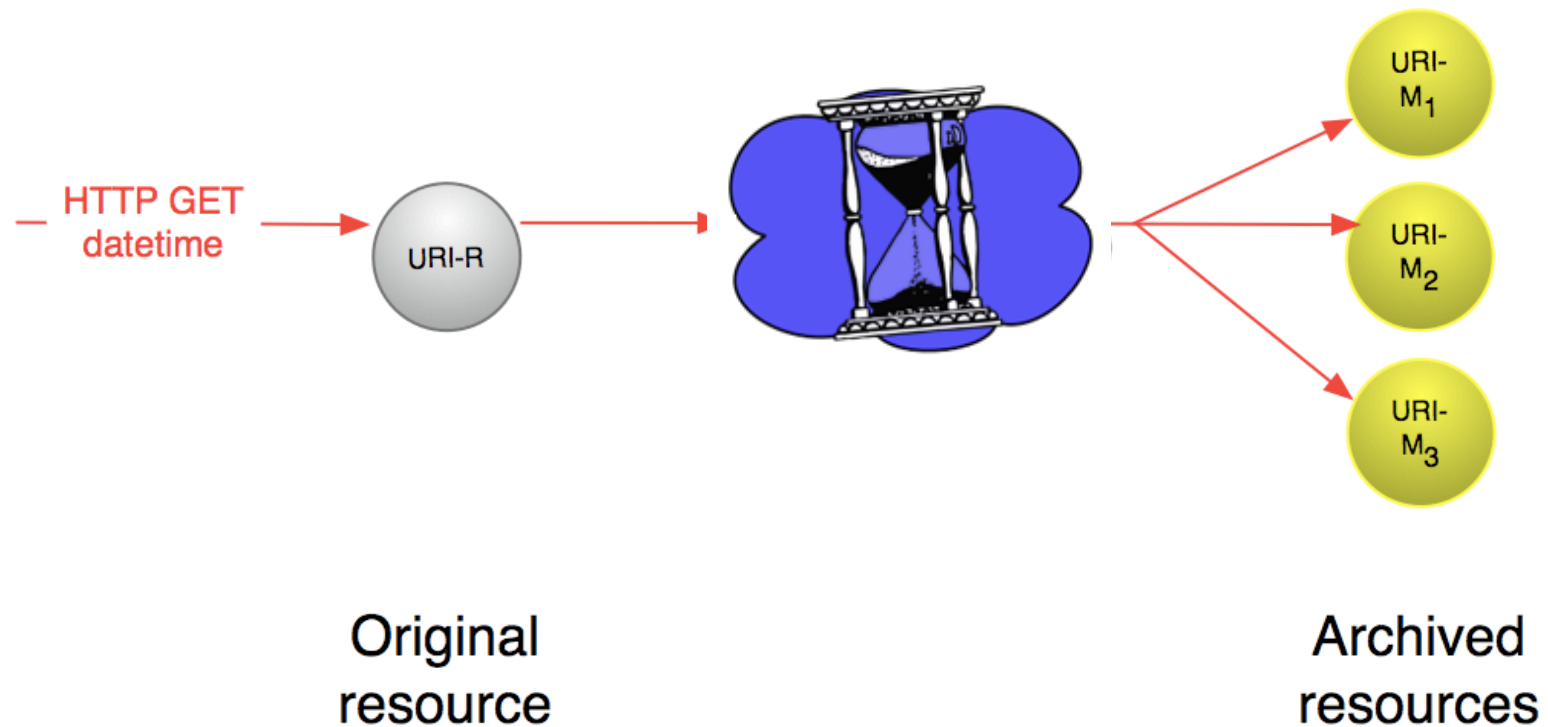 HTTP GET
datetime
URI-R
URI-
M1
URI-
M2
URI-
M3
Original
resource
Archived
resources